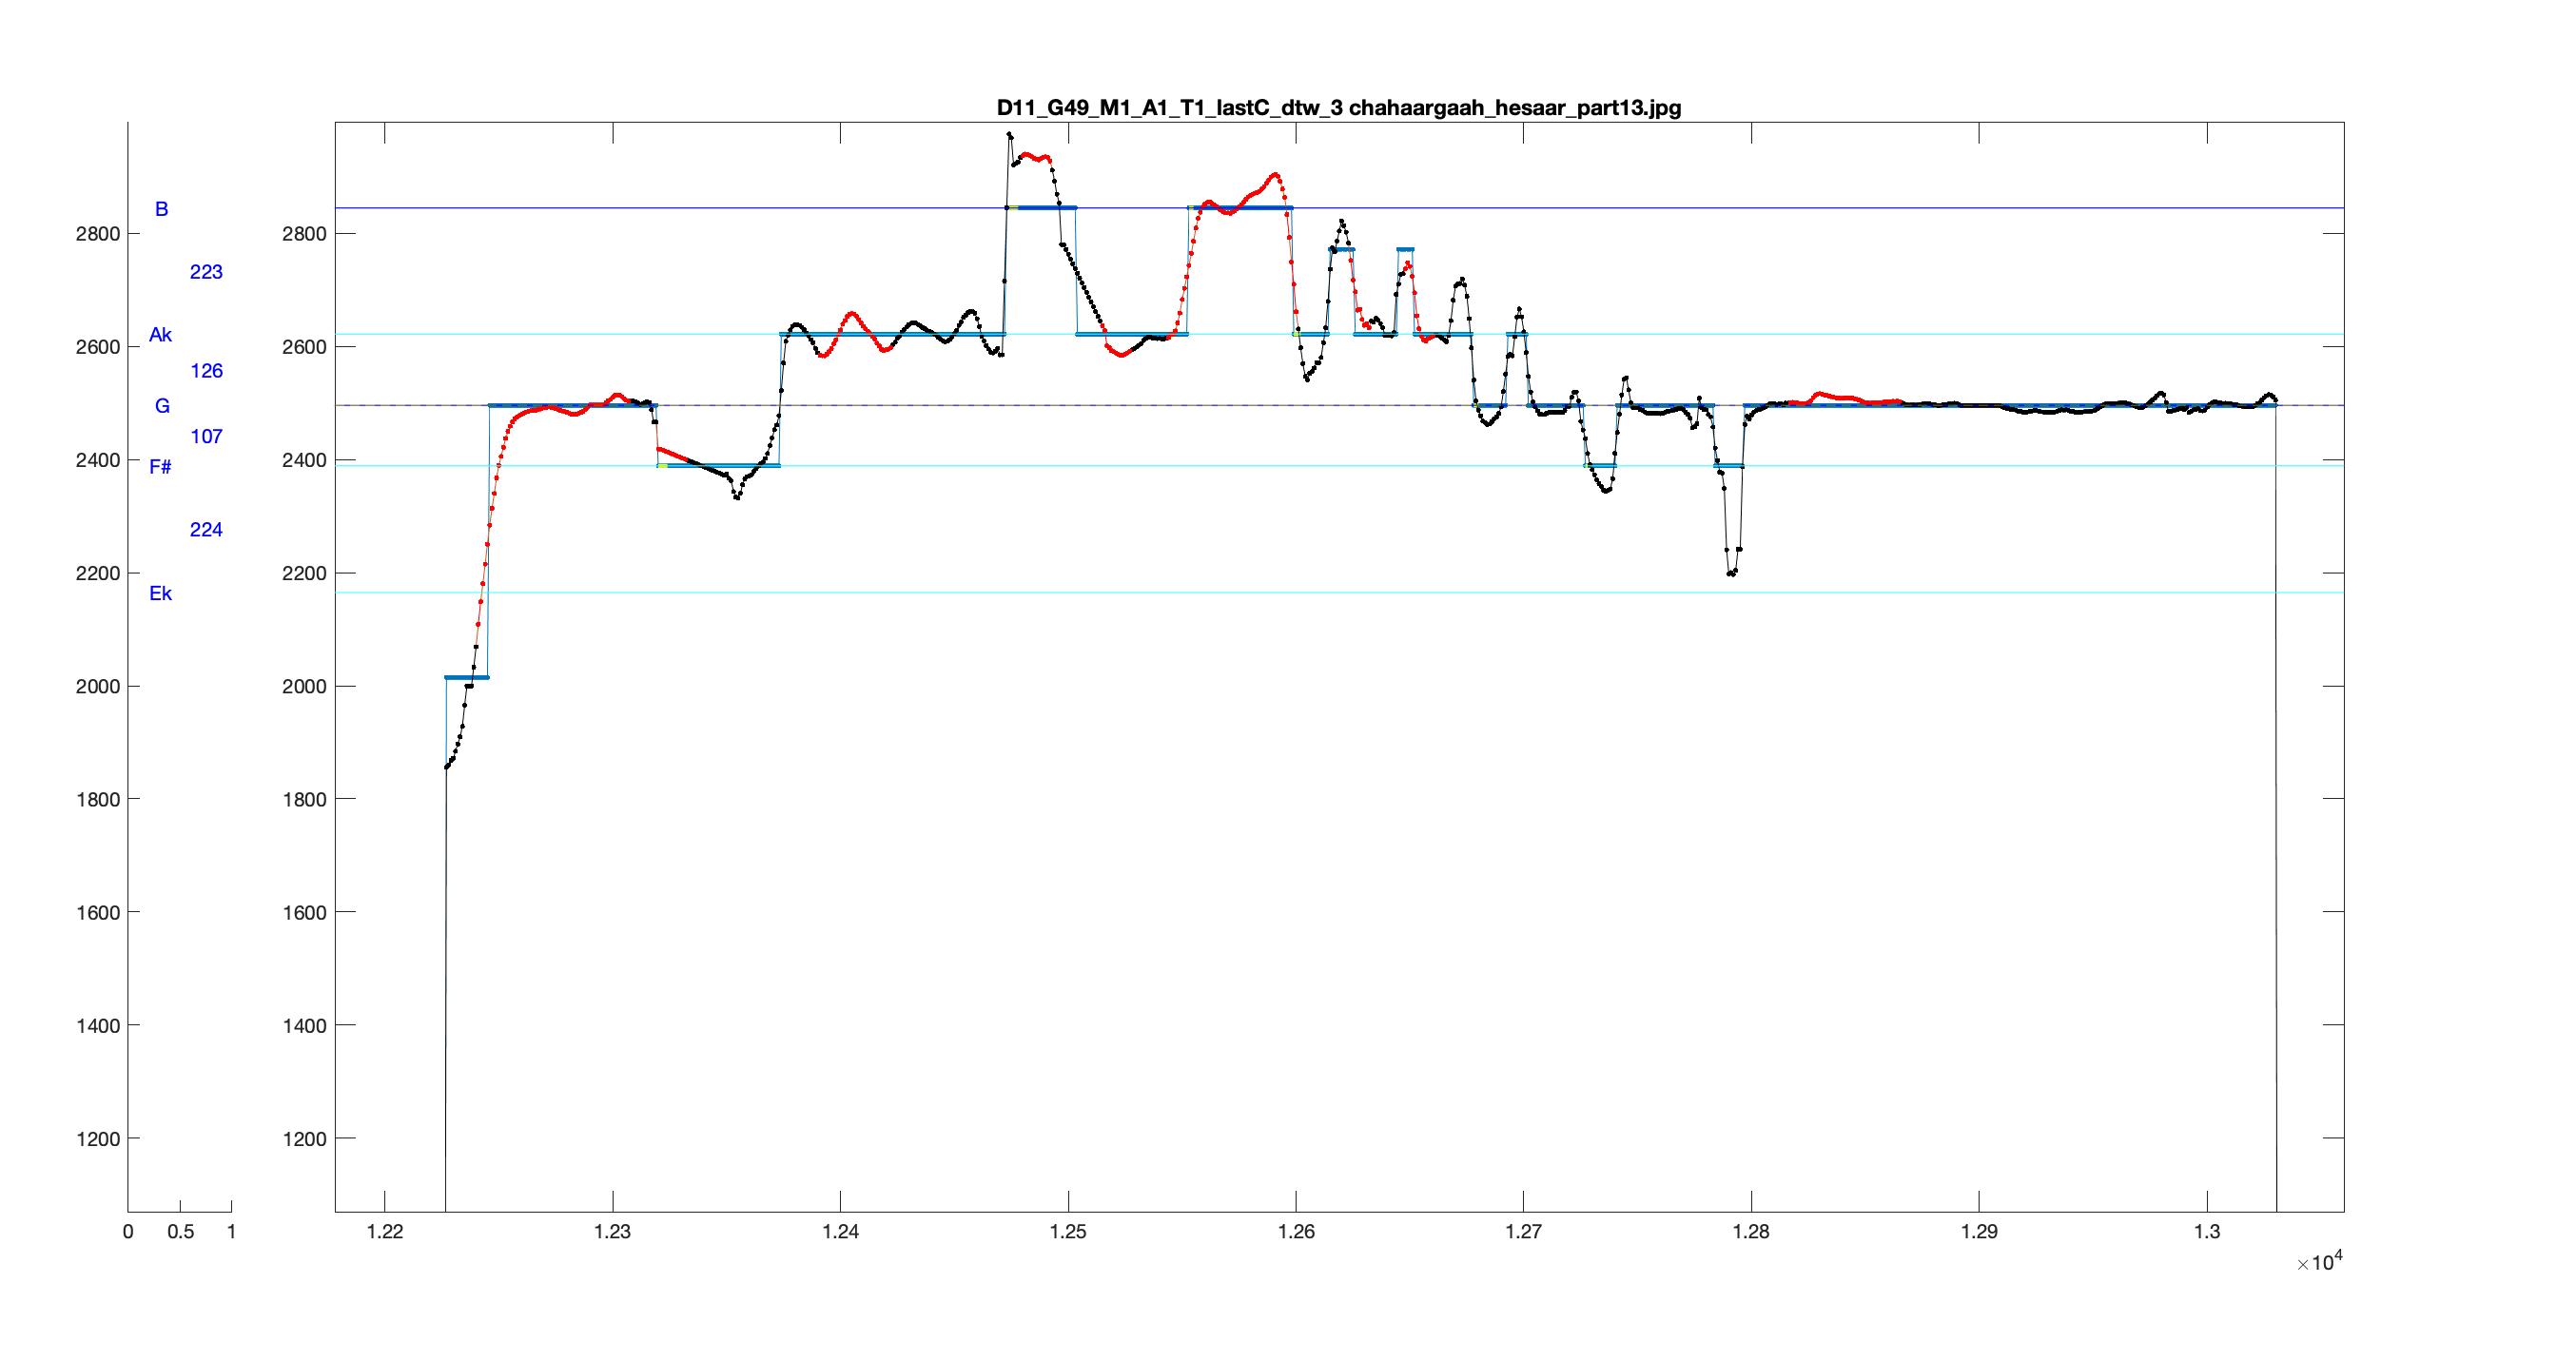 D11_G49_M1_A1_T1_lastC_dtw_3 chahaargaah_hesaar_part13.jpg
B
2800 2800
223
Ak
2600 2600
126
G
107
2400 F# 2400
224
2200 2200
Ek
2000 2000
1800 1800
1600 1600
1400 1400
1200 1200
0 0.5 1 1.22 1.23 1.24 1.25 1.26 1.27 1.28 1.29 1.3
×10^4